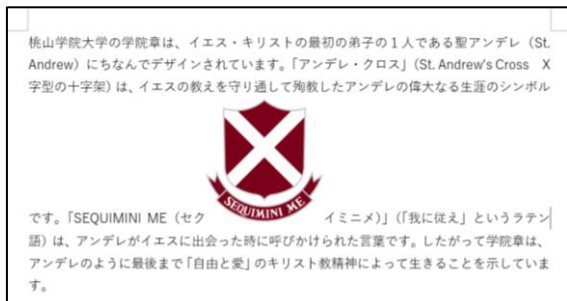 桃山学院大学の学院章は、イエス・キリストの最初の弟子の１人である聖アンデレ（St.
Andrew）にちなんでデザインされています。「アンデレ・クロス」（St. Andrew's Cross　X
字型の十字架）は、イエスの教えを守り通して殉教したアンデレの偉大なる生涯のシンボル
SEQUIMINI ME
です。「SEQUIMINI ME（セク　イミニメ）」（「我に従え」というラテン
語）は、アンデレがイエスに出会った時に呼びかけられた言葉です。したがって学院章は、
アンデレのように最後まで「自由と愛」のキリスト教精神によって生きることを示していま
す。